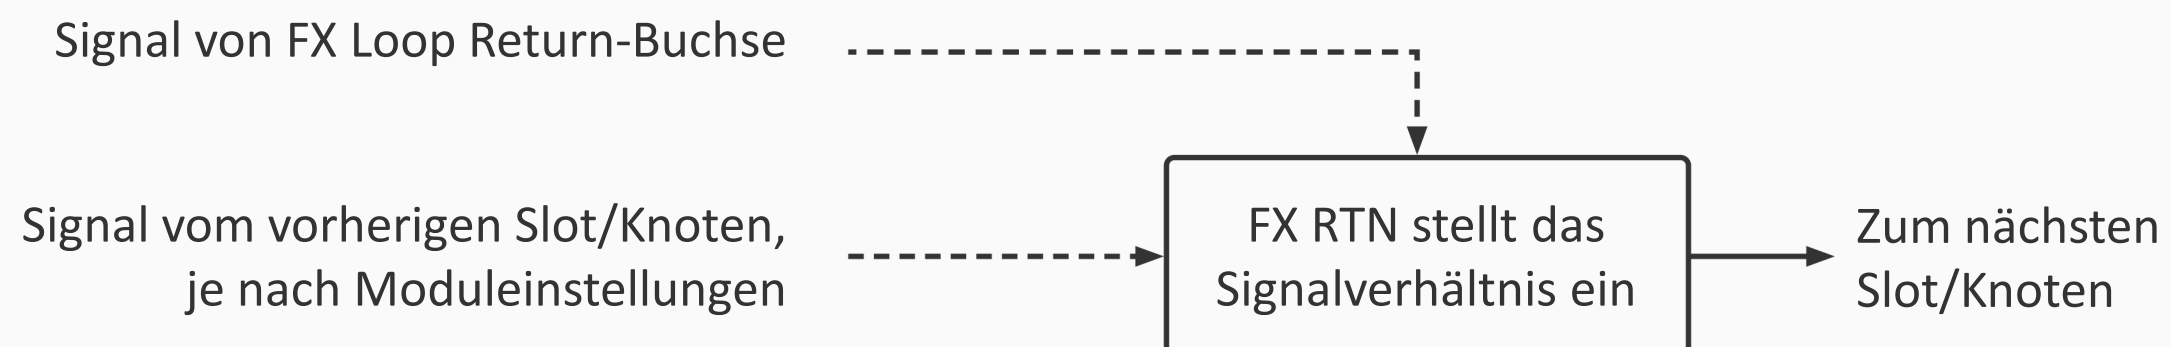 Signal von FX Loop Return-Buchse
Signal vom vorherigen Slot/Knoten,
je nach Moduleinstellungen
FX RTN stellt das
Signalverhältnis ein
Zum nächsten
Slot/Knoten